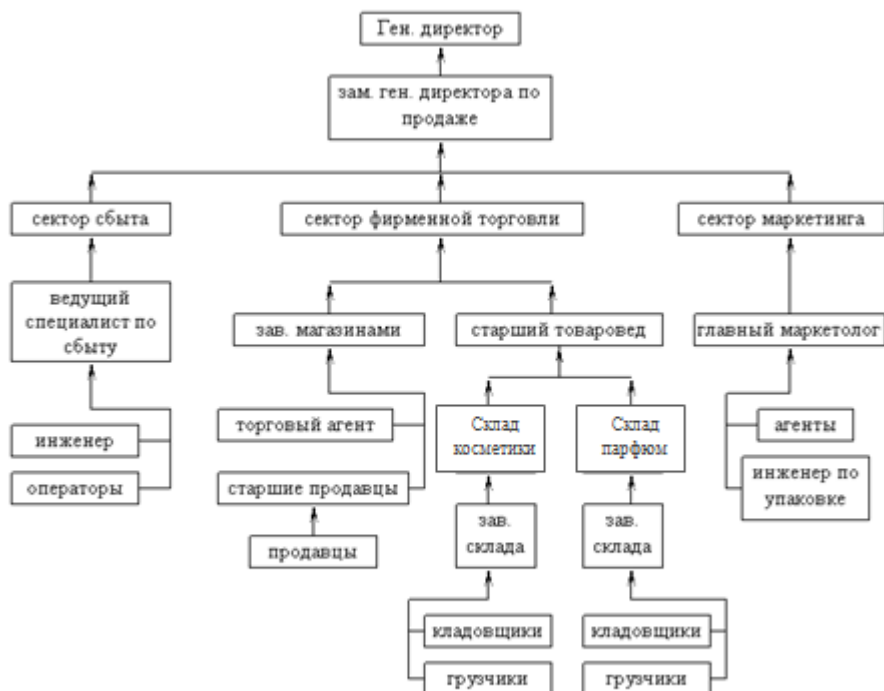 Ген. директор
зам. ген. директора по
продаже
сектор сбыта
сектор фирменной торговли
сектор маркетинга
ведущий
специалист по
сбыту
зав. магазинами
старший товаровед
главный маркетолог
инженер
операторы
торговый агент
старшие продавцы
продавцы
Склад
косметики
Склад
парфюм
агенты
инженер по
упаковке
зав.
склада
зав.
склада
кладовщики
кладовщики
грузчики
грузчики